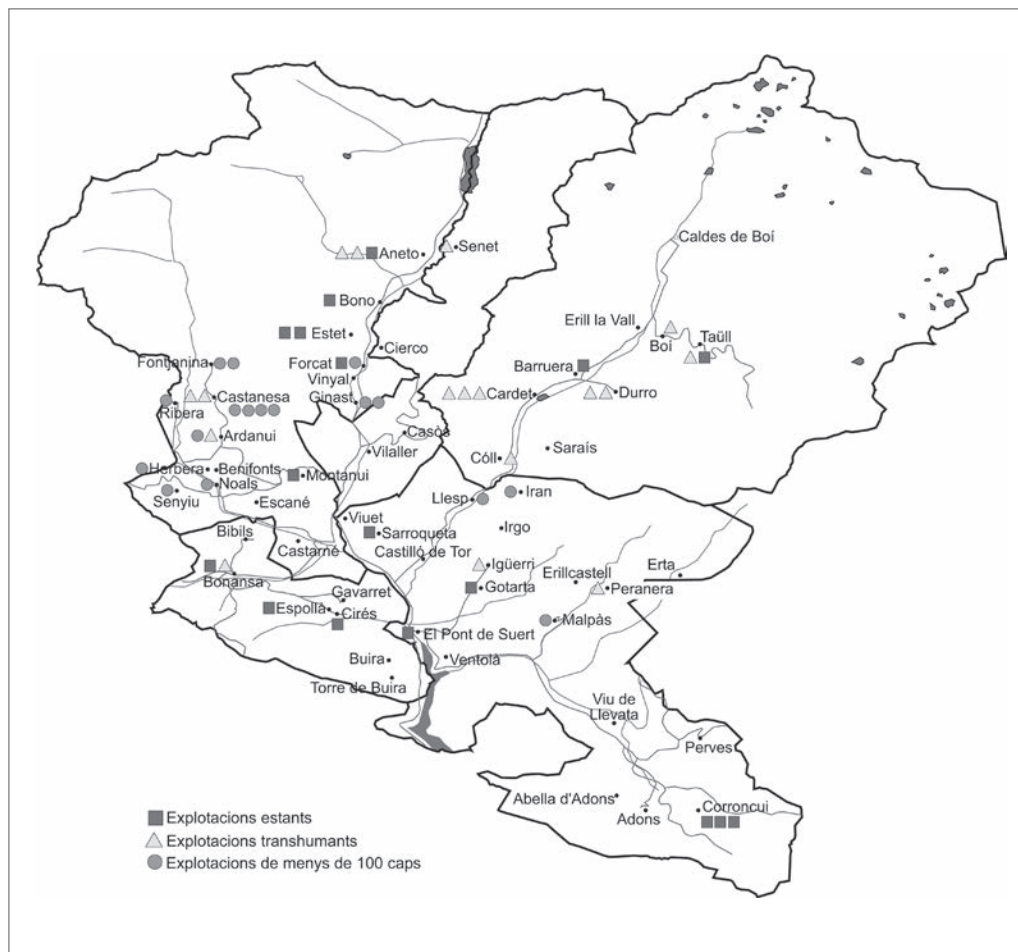 Aneto
Senet
Caldes de Boí
Bono
Estet
Erill la Vall
Boí
Taüll
Cierco
Fontjanina
Forcat
Vinyal
Barruera
Ginast
Castanesa
Cardet
Durro
Ribera
Ardanui
Casós
Vilaller
Saraís
Cóll
Herbera
Benifonts
Montanui
Noals
Senyiu
Escané
Llesp
Iran
Viuet
Sarroqueta
Irgo
Bibils
Castarné
Castilló de Tor
Igüerri
Erta
Bonansa
Erillcastell
Gotarta
Peranera
Gavarret
Espollà
Cirés
Malpàs
El Pont de Suert
Buira
Ventolà
Torre de Buira
Viu de
Llevata
Perves
Abella d'Adons
Adons
Corroncui
Explotacions estants
Explotacions transhumants
Explotacions de menys de 100 caps